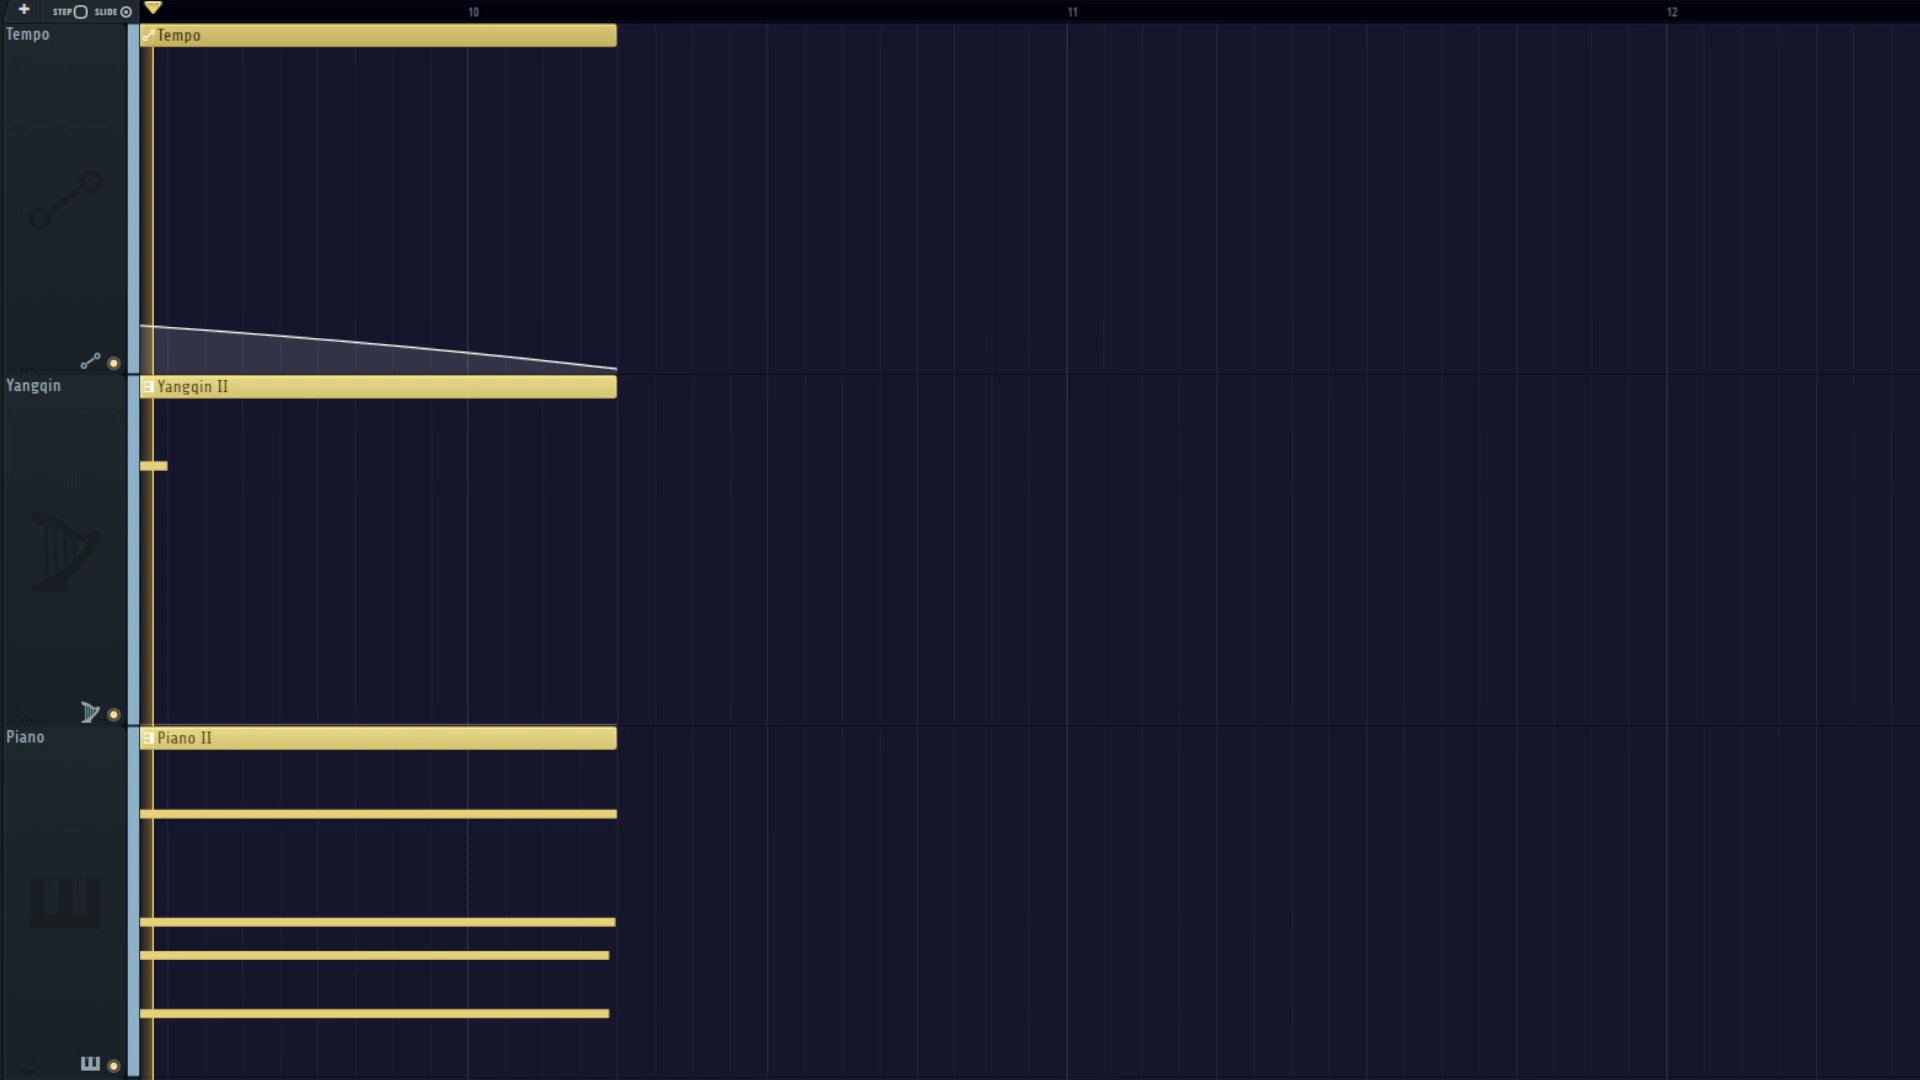 STEP SLIDE
10 11 12
Tempo
Tempo
Yangqin
Yangqin II
Piano
Piano II